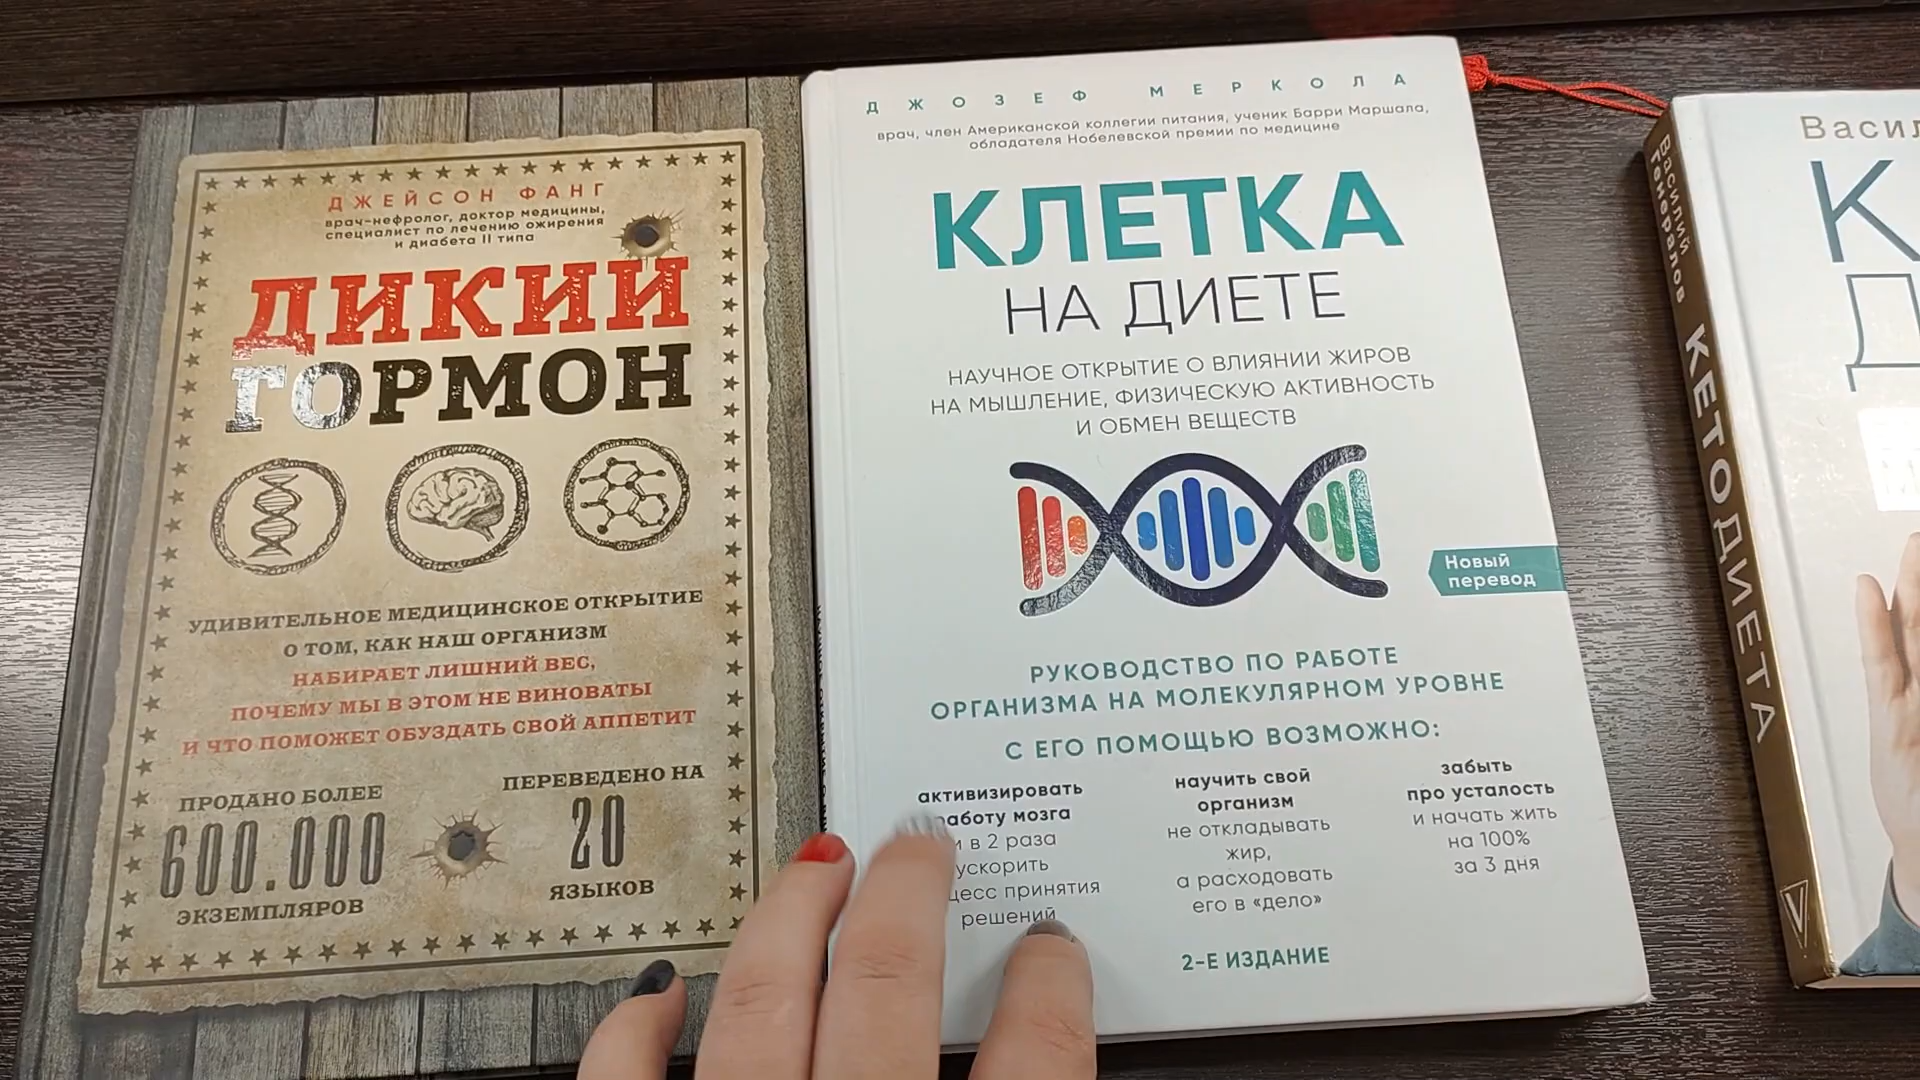 ДЖЕЙСОН ФАНГ
врач-нефролог, доктор медицины,
специалист по лечению ожирения
и диабета II типа
ДИКИЙ
ГОРМОН
УДИВИТЕЛЬНОЕ МЕДИЦИНСКОЕ ОТКРЫТИЕ
О ТОМ, КАК НАШ ОРГАНИЗМ
НАБИРАЕТ ЛИШНИЙ ВЕС,
ПОЧЕМУ МЫ В ЭТОМ НЕ ВИНОВАТЫ
И ЧТО ПОМОЖЕТ ОБУЗДАТЬ СВОЙ АППЕТИТ
ПРОДАНО БОЛЕЕ
600.000
ЭКЗЕМПЛЯРОВ
ПЕРЕВЕДЕНО НА
20
ЯЗЫКОВ
ДЖОЗЕФ МЕРКОЛА
врач, член Американской коллегии питания, ученик Барри Маршала,
обладателя Нобелевской премии по медицине
КЛЕТКА
НА ДИЕТЕ
НАУЧНОЕ ОТКРЫТИЕ О ВЛИЯНИИ ЖИРОВ
НА МЫШЛЕНИЕ, ФИЗИЧЕСКУЮ АКТИВНОСТЬ
И ОБМЕН ВЕЩЕСТВ
Новый
перевод
РУКОВОДСТВО ПО РАБОТЕ
ОРГАНИЗМА НА МОЛЕКУЛЯРНОМ УРОВНЕ
С ЕГО ПОМОЩЬЮ ВОЗМОЖНО:
активизировать
работу мозга
и в 2 раза
ускорить
принятия
решений
научить свой
организм
не откладывать
жир,
а расходовать
его в «дело»
забыть
про усталость
и начать жить
на 100%
за 3 дня
2-Е ИЗДАНИЕ
Василий
Генералов
КЕТОДИЕТА
Васил
К
Д